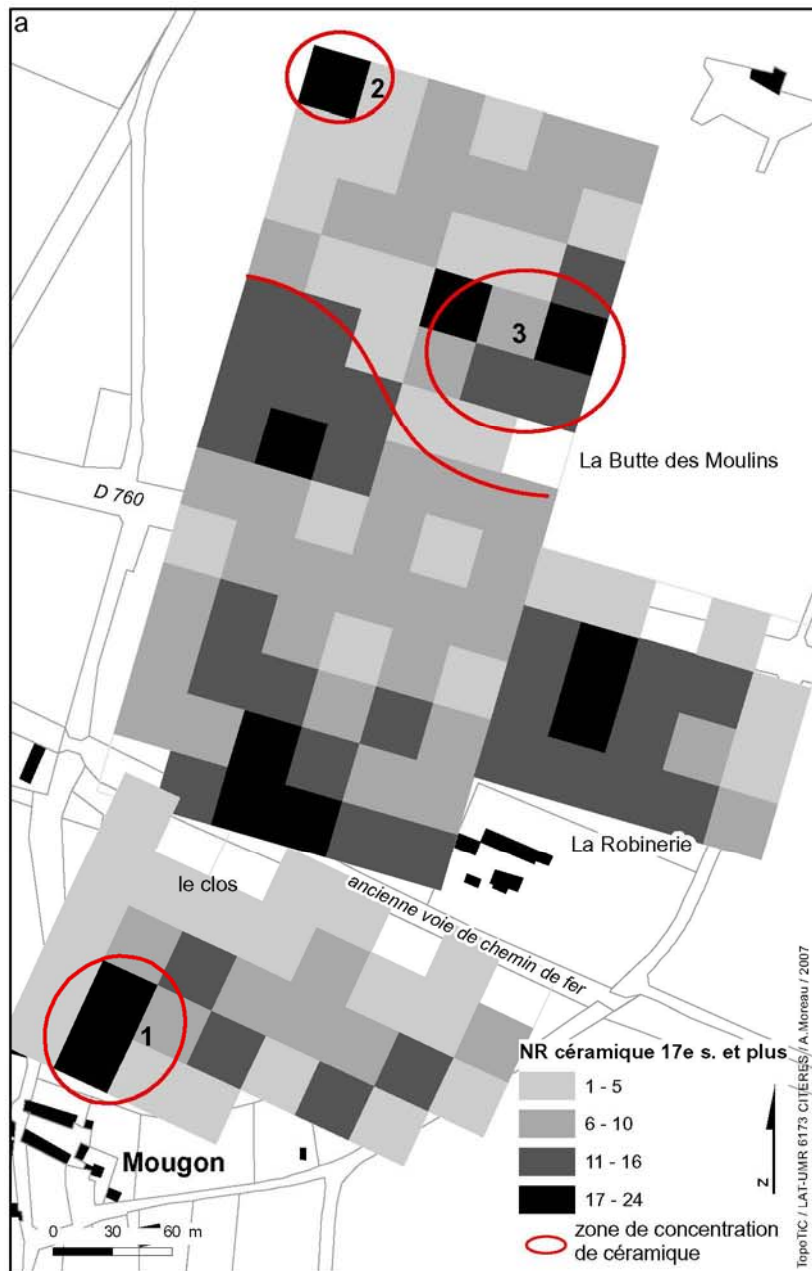 a
2
3
La Butte des Moulins
D 760
La Robinerie
le clos
ancienne voie de chemin de fer
1
Mougon
0 30 60 m
NR céramique 17e s. et plus
1 - 5
6 - 10
11 - 16
17 - 24
zone de concentration
de céramique
N
TopoTiC / LAT-UMR 6173 CITERES / A.Moreau / 2007